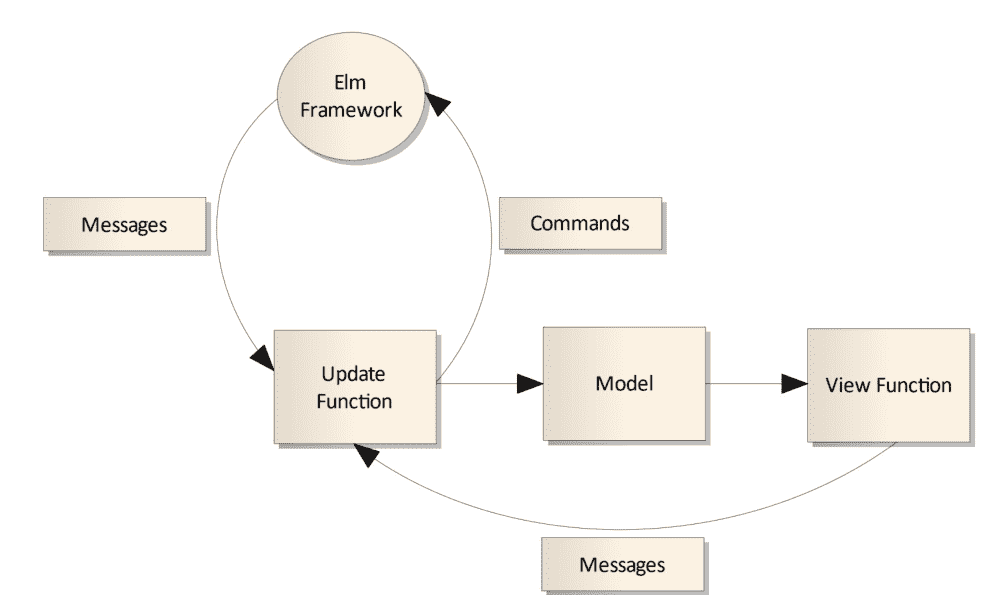 Elm
Framework
Messages
Commands
Update
Function
Model
View Function
Messages